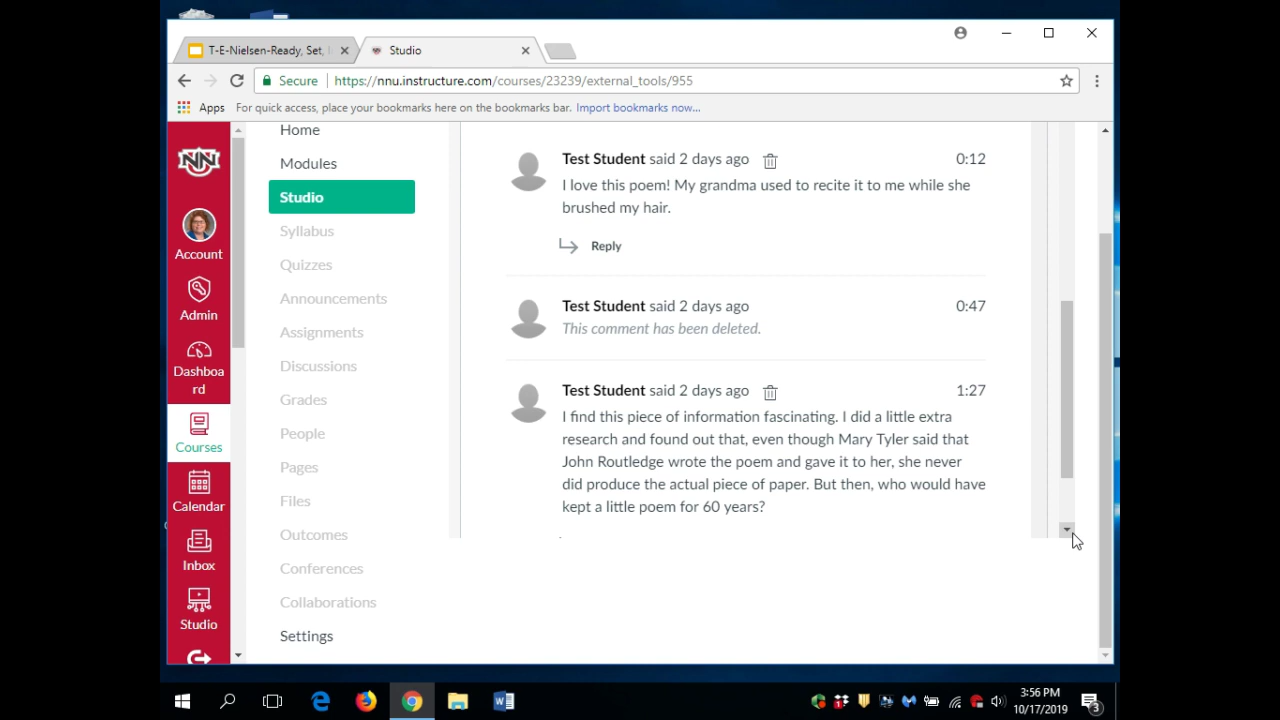 T-E-Nielsen-Ready, Set,
Studio
Secure
https://nnu.instructure.com/courses/23239/external_tools/955
Apps
For quick access, place your bookmarks here on the bookmarks bar. Import bookmarks now...
NN
Account
Admin
Dashboa
rd
Courses
Calendar
Inbox
Studio
Home
Modules
Studio
Syllabus
Quizzes
Announcements
Assignments
Discussions
Grades
People
Pages
Files
Outcomes
Conferences
Collaborations
Settings
Test Student said 2 days ago 0:12
I love this poem! My grandma used to recite it to me while she
brushed my hair.
Reply
Test Student said 2 days ago 0:47
This comment has been deleted.
Test Student said 2 days ago 1:27
I find this piece of information fascinating. I did a little extra
research and found out that, even though Mary Tyler said that
John Routledge wrote the poem and gave it to her, she never
did produce the actual piece of paper. But then, who would have
kept a little poem for 60 years?
3:56 PM
10/17/2019
3